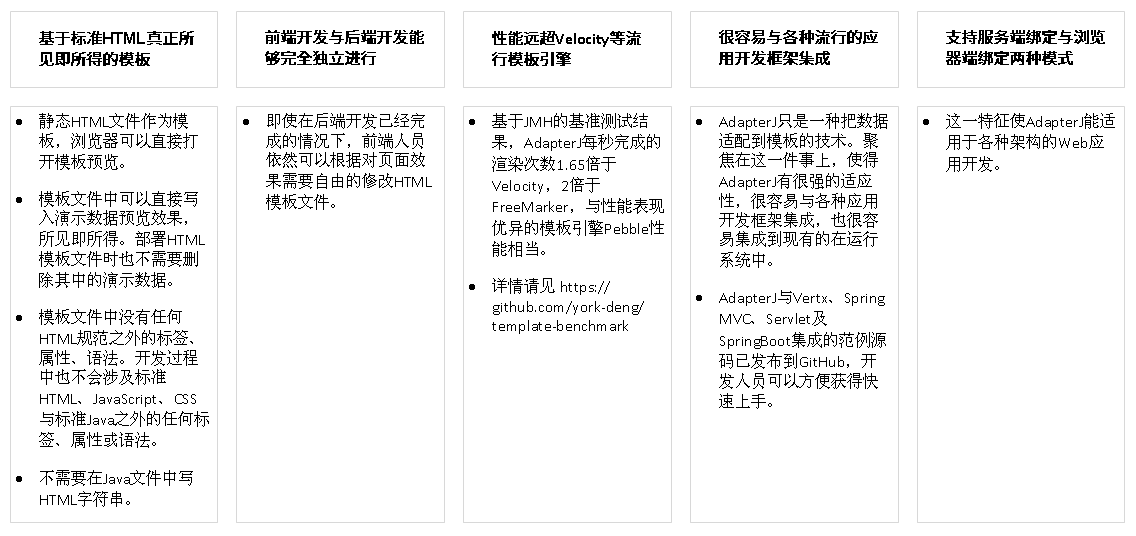 基于标准HTML真正所
见即所得的模板
静态HTML文件作为模
板，浏览器可以直接打
开模板预览。
模板文件中可以直接写
入演示数据预览效果，
所见即所得。部署HTML
模板文件时也不需要删
除其中的演示数据。
模板文件中没有任何
HTML规范之外的标签、
属性、语法。开发过程
中也不会涉及标准
HTML、JavaScript、CSS
与标准Java之外的任何标
签、属性或语法。
不需要在Java文件中写
HTML字符串。
前端开发与后端开发能
够完全独立进行
即使在后端开发已经完
成的情况下，前端人员
依然可以根据对页面效
果需要自由的修改HTML
模板文件。
性能远超Velocity等流
行模板引擎
基于JMH的基准测试结
果，AdapterJ每秒完成的
渲染次数1.65倍于
Velocity，2倍于
FreeMarker，与性能表现
优异的模板引擎Pebble性
能相当。
详情请见 https://
github.com/york-deng/
template-benchmark
很容易与各种流行的应
用开发框架集成
AdapterJ只是一种把数据
适配到模板的技术。聚
焦在这一件事上，使得
AdapterJ有很强的适应
性，很容易与各种应用
开发框架集成，也很容
易集成到现有的在运行
系统中。
AdapterJ与Vertx、Spring
MVC、Servlet及
SpringBoot集成的范例源
码已发布到GitHub，开
发人员可以方便获得快
速上手。
支持服务端绑定与浏览
器端绑定两种模式
这一特征使AdapterJ能适
用于各种架构的Web应
用开发。